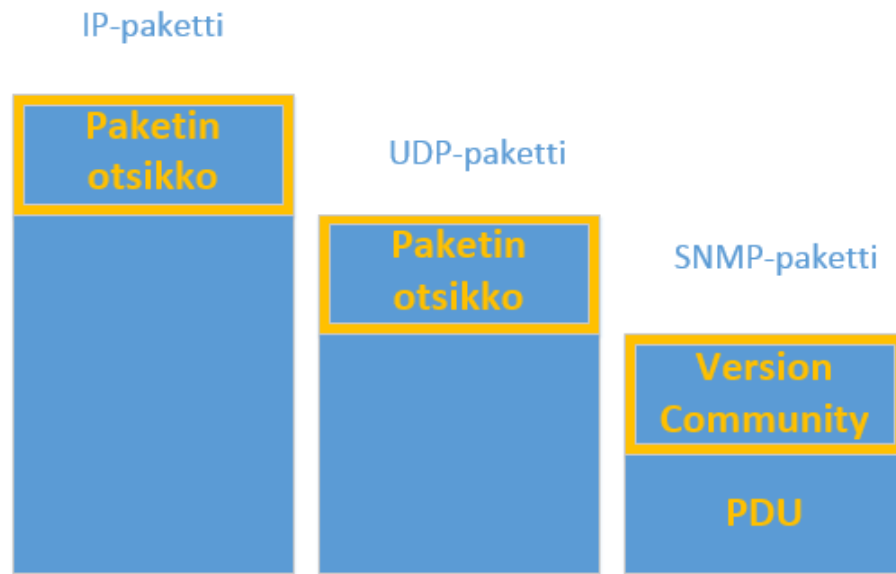 IP-paketti
Paketin
otsikko
UDP-paketti
Paketin
otsikko
SNMP-paketti
Version
Community
PDU